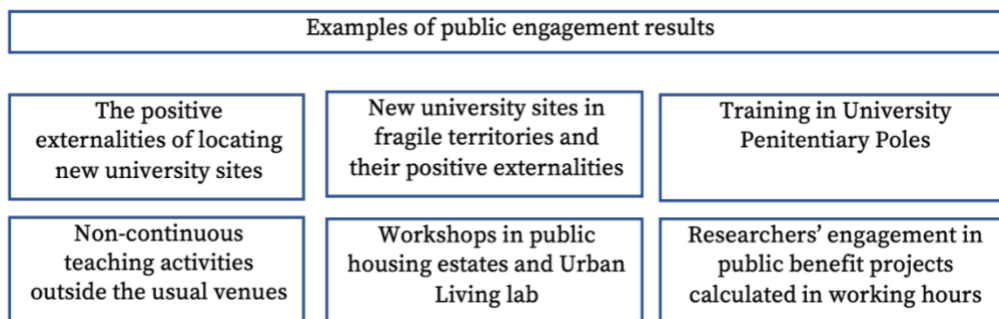 Examples of public engagement results
The positive
externalities of locating
new university sites
New university sites in
fragile territories and
their positive externalities
Training in University
Penitentiary Poles
Non-continuous
teaching activities
outside the usual venues
Workshops in public
housing estates and Urban
Living lab
Researchers’ engagement in
public benefit projects
calculated in working hours